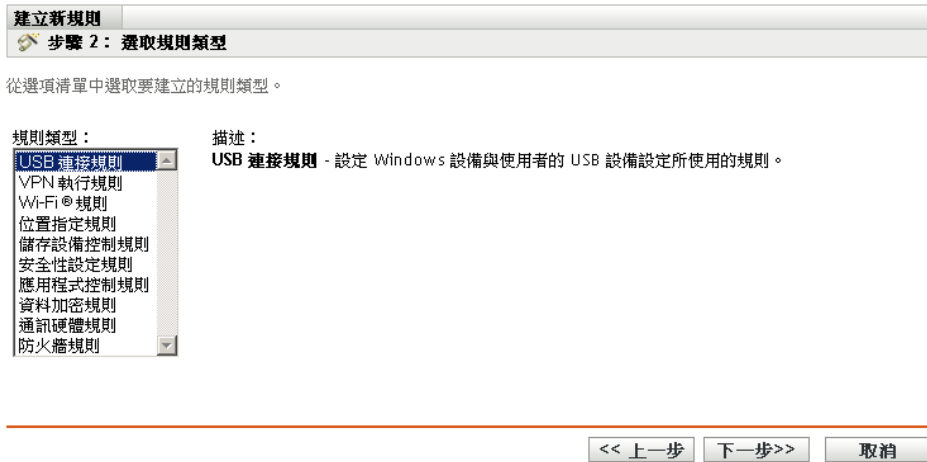 建立新規則
步驟 2： 選取規則類型
從選項清單中選取要建立的規則類型。
規則類型：
USB 連接規則
VPN 執行規則
Wi-Fi ® 規則
位置指定規則
儲存設備控制規則
安全性設定規則
應用程式控制規則
資料加密規則
通訊硬體規則
防火牆規則
描述：
USB 連接規則 - 設定 Windows 設備與使用者的 USB 設備設定所使用的規則。
<< 上一步
下一步>>
取消